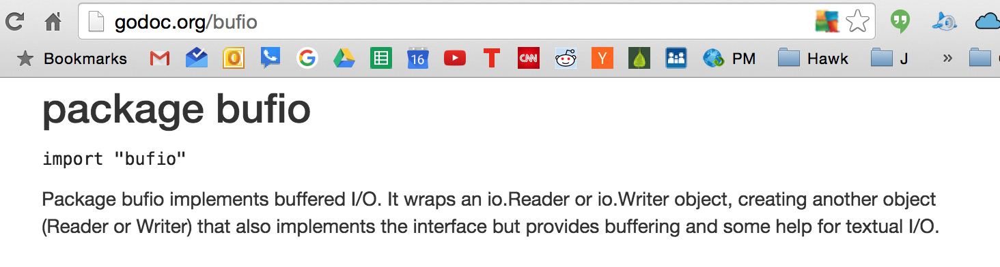 godoc.org/bufio
Bookmarks 16 T CNN Y PM Hawk J »
package bufio
import "bufio"
Package bufio implements buffered I/O. It wraps an io.Reader or io.Writer object, creating another object
(Reader or Writer) that also implements the interface but provides buffering and some help for textual I/O.